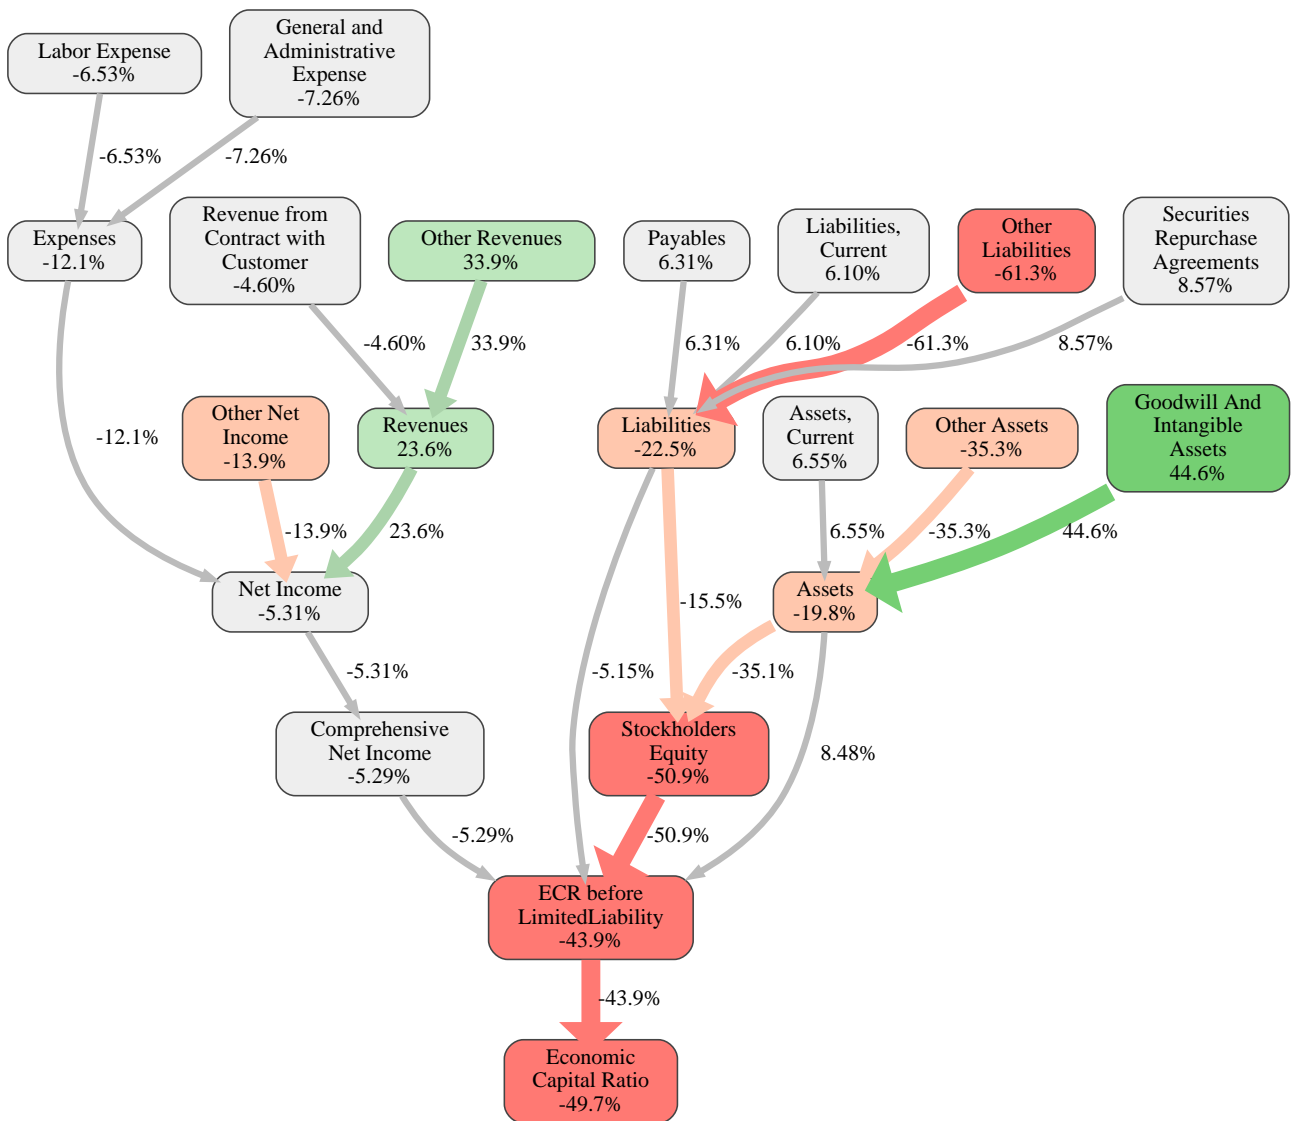 General and
Administrative
Expense
-7.26%
Labor Expense
-6.53%
-6.53%
-7.26%
Expenses
-12.1%
Revenue from
Contract with
Customer
-4.60%
Other Revenues
33.9%
Payables
6.31%
Liabilities,
Current
6.10%
Other
Liabilities
-61.3%
Securities
Repurchase
Agreements
8.57%
-4.60%
33.9%
6.31%
6.10%
-61.3%
8.57%
-12.1%
Other Net
Income
-13.9%
Revenues
23.6%
Liabilities
-22.5%
Assets,
Current
6.55%
Other Assets
-35.3%
Goodwill And
Intangible
Assets
44.6%
-13.9%
23.6%
6.55%
-35.3%
44.6%
Net Income
-5.31%
-15.5%
Assets
-19.8%
-5.31%
-5.15%
-35.1%
Comprehensive
Net Income
-5.29%
Stockholders
Equity
-50.9%
8.48%
-5.29%
-50.9%
ECR before
LimitedLiability
-43.9%
-43.9%
Economic
Capital Ratio
-49.7%